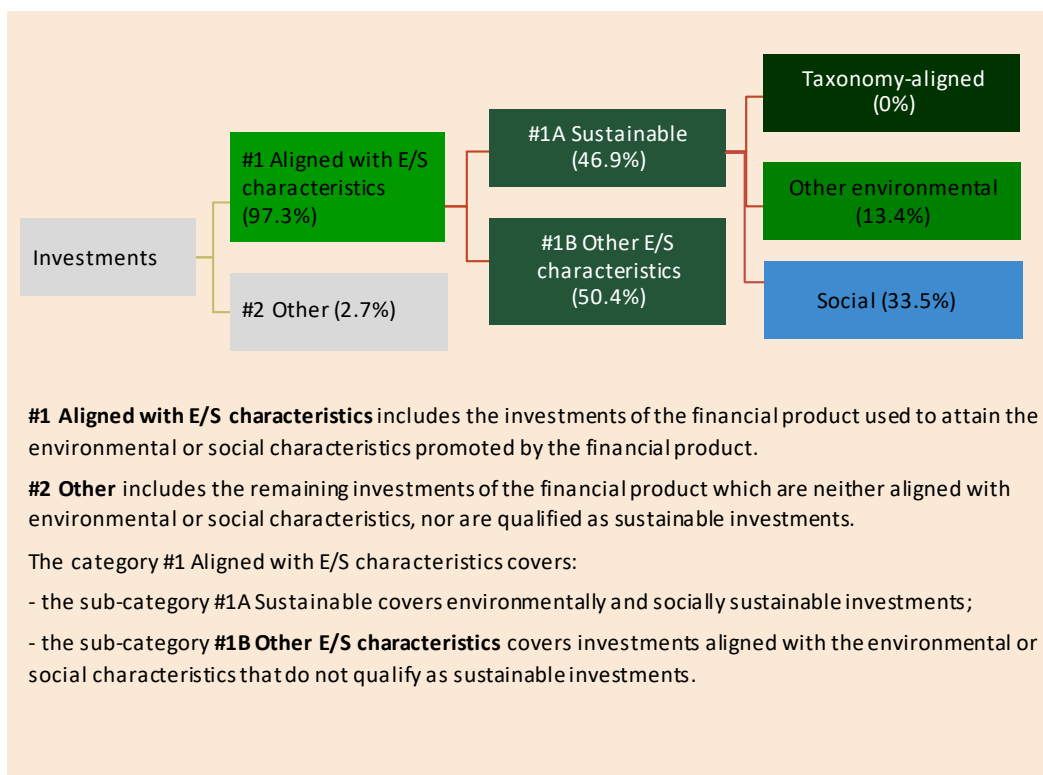 Investments
#1 Aligned with E/S
characteristics
(97.3%)
#2 Other (2.7%)
#1A Sustainable
(46.9%)
#1B Other E/S
characteristics
(50.4%)
Taxonomy-aligned
(0%)
Other environmental
(13.4%)
Social (33.5%)
#1 Aligned with E/S characteristics includes the investments of the financial product used to attain the
environmental or social characteristics promoted by the financial product.
#2 Other includes the remaining investments of the financial product which are neither aligned with
environmental or social characteristics, nor are qualified as sustainable investments.
The category #1 Aligned with E/S characteristics covers:
- the sub-category #1A Sustainable covers environmentally and socially sustainable investments;
- the sub-category #1B Other E/S characteristics covers investments aligned with the environmental or
social characteristics that do not qualify as sustainable investments.